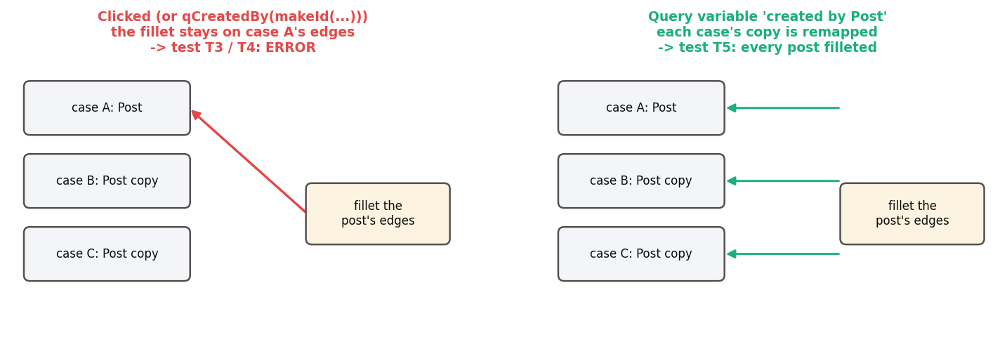 Clicked (or qCreatedBy(makeId(...)))
the fillet stays on case A's edges
-> test T3 / T4: ERROR
case A: Post
case B: Post copy
case C: Post copy
fillet the
post's edges
Query variable 'created by Post'
each case's copy is remapped
-> test T5: every post filleted
case A: Post
case B: Post copy
case C: Post copy
fillet the
post's edges